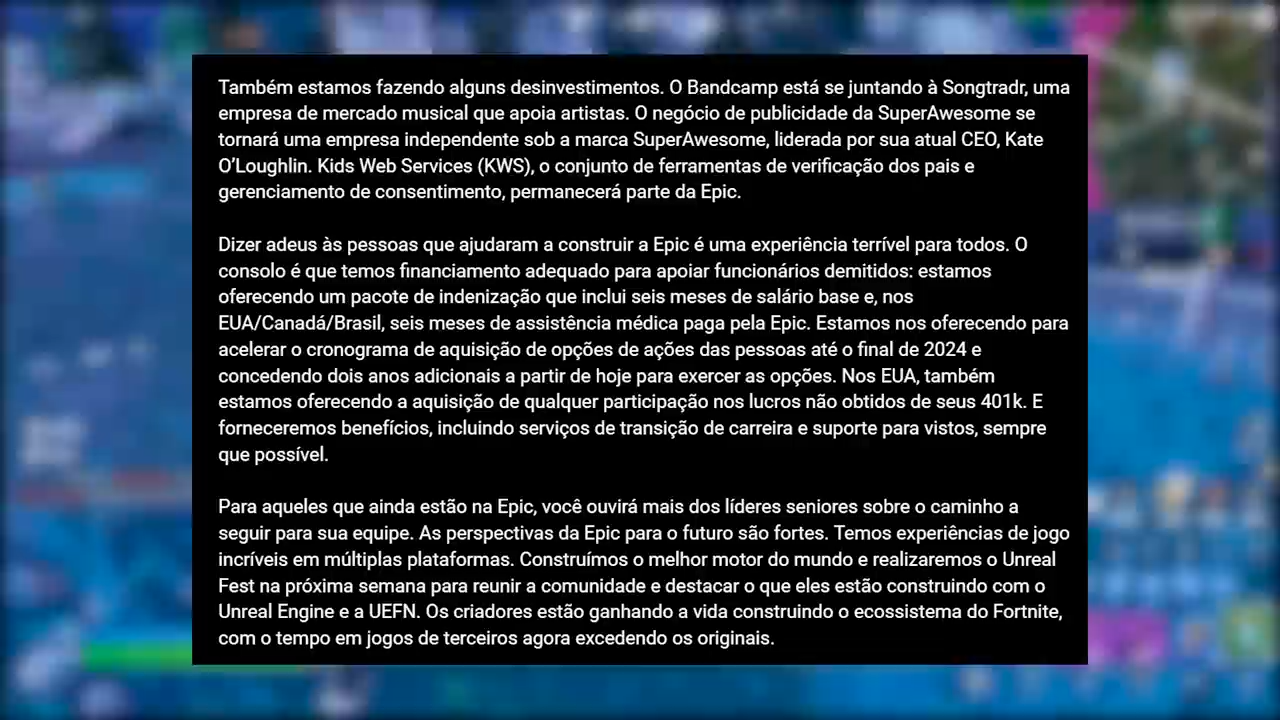 Também estamos fazendo alguns desinvestimentos. O Bandcamp está se juntando à Songtradr, uma
empresa de mercado musical que apoia artistas. O negócio de publicidade da SuperAwesome se
tornará uma empresa independente sob a marca SuperAwesome, liderada por sua atual CEO, Kate
O’Loughlin. Kids Web Services (KWS), o conjunto de ferramentas de verificação dos pais e
gerenciamento de consentimento, permanecerá parte da Epic.
Dizer adeus às pessoas que ajudaram a construir a Epic é uma experiência terrível para todos. O
consolo é que temos financiamento adequado para apoiar funcionários demitidos: estamos
oferecendo um pacote de indenização que inclui seis meses de salário base e, nos
EUA/Canadá/Brasil, seis meses de assistência médica paga pela Epic. Estamos nos oferecendo para
acelerar o cronograma de aquisição de opções de ações das pessoas até o final de 2024 e
concedendo dois anos adicionais a partir de hoje para exercer as opções. Nos EUA, também
estamos oferecendo a aquisição de qualquer participação nos lucros não obtidos de seus 401k. E
forneceremos benefícios, incluindo serviços de transição de carreira e suporte para vistos, sempre
que possível.
Para aqueles que ainda estão na Epic, você ouvirá mais dos líderes seniores sobre o caminho a
seguir para sua equipe. As perspectivas da Epic para o futuro são fortes. Temos experiências de jogo
incríveis em múltiplas plataformas. Construímos o melhor motor do mundo e realizaremos o Unreal
Fest na próxima semana para reunir a comunidade e destacar o que eles estão construindo com o
Unreal Engine e a UEFN. Os criadores estão ganhando a vida construindo o ecossistema do Fortnite,
com o tempo em jogos de terceiros agora excedendo os originais.